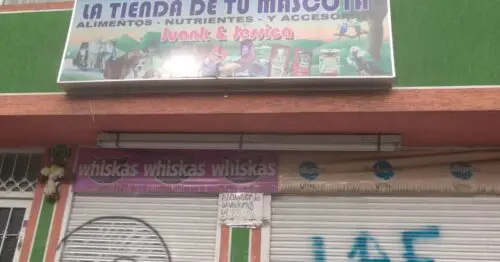 LA TIENDA DE TU MASCOTA
ALIMENTOS - NUTRIENTES - Y ACCESORIOS
Juank & Jessica
whiskas whiskas whiskas